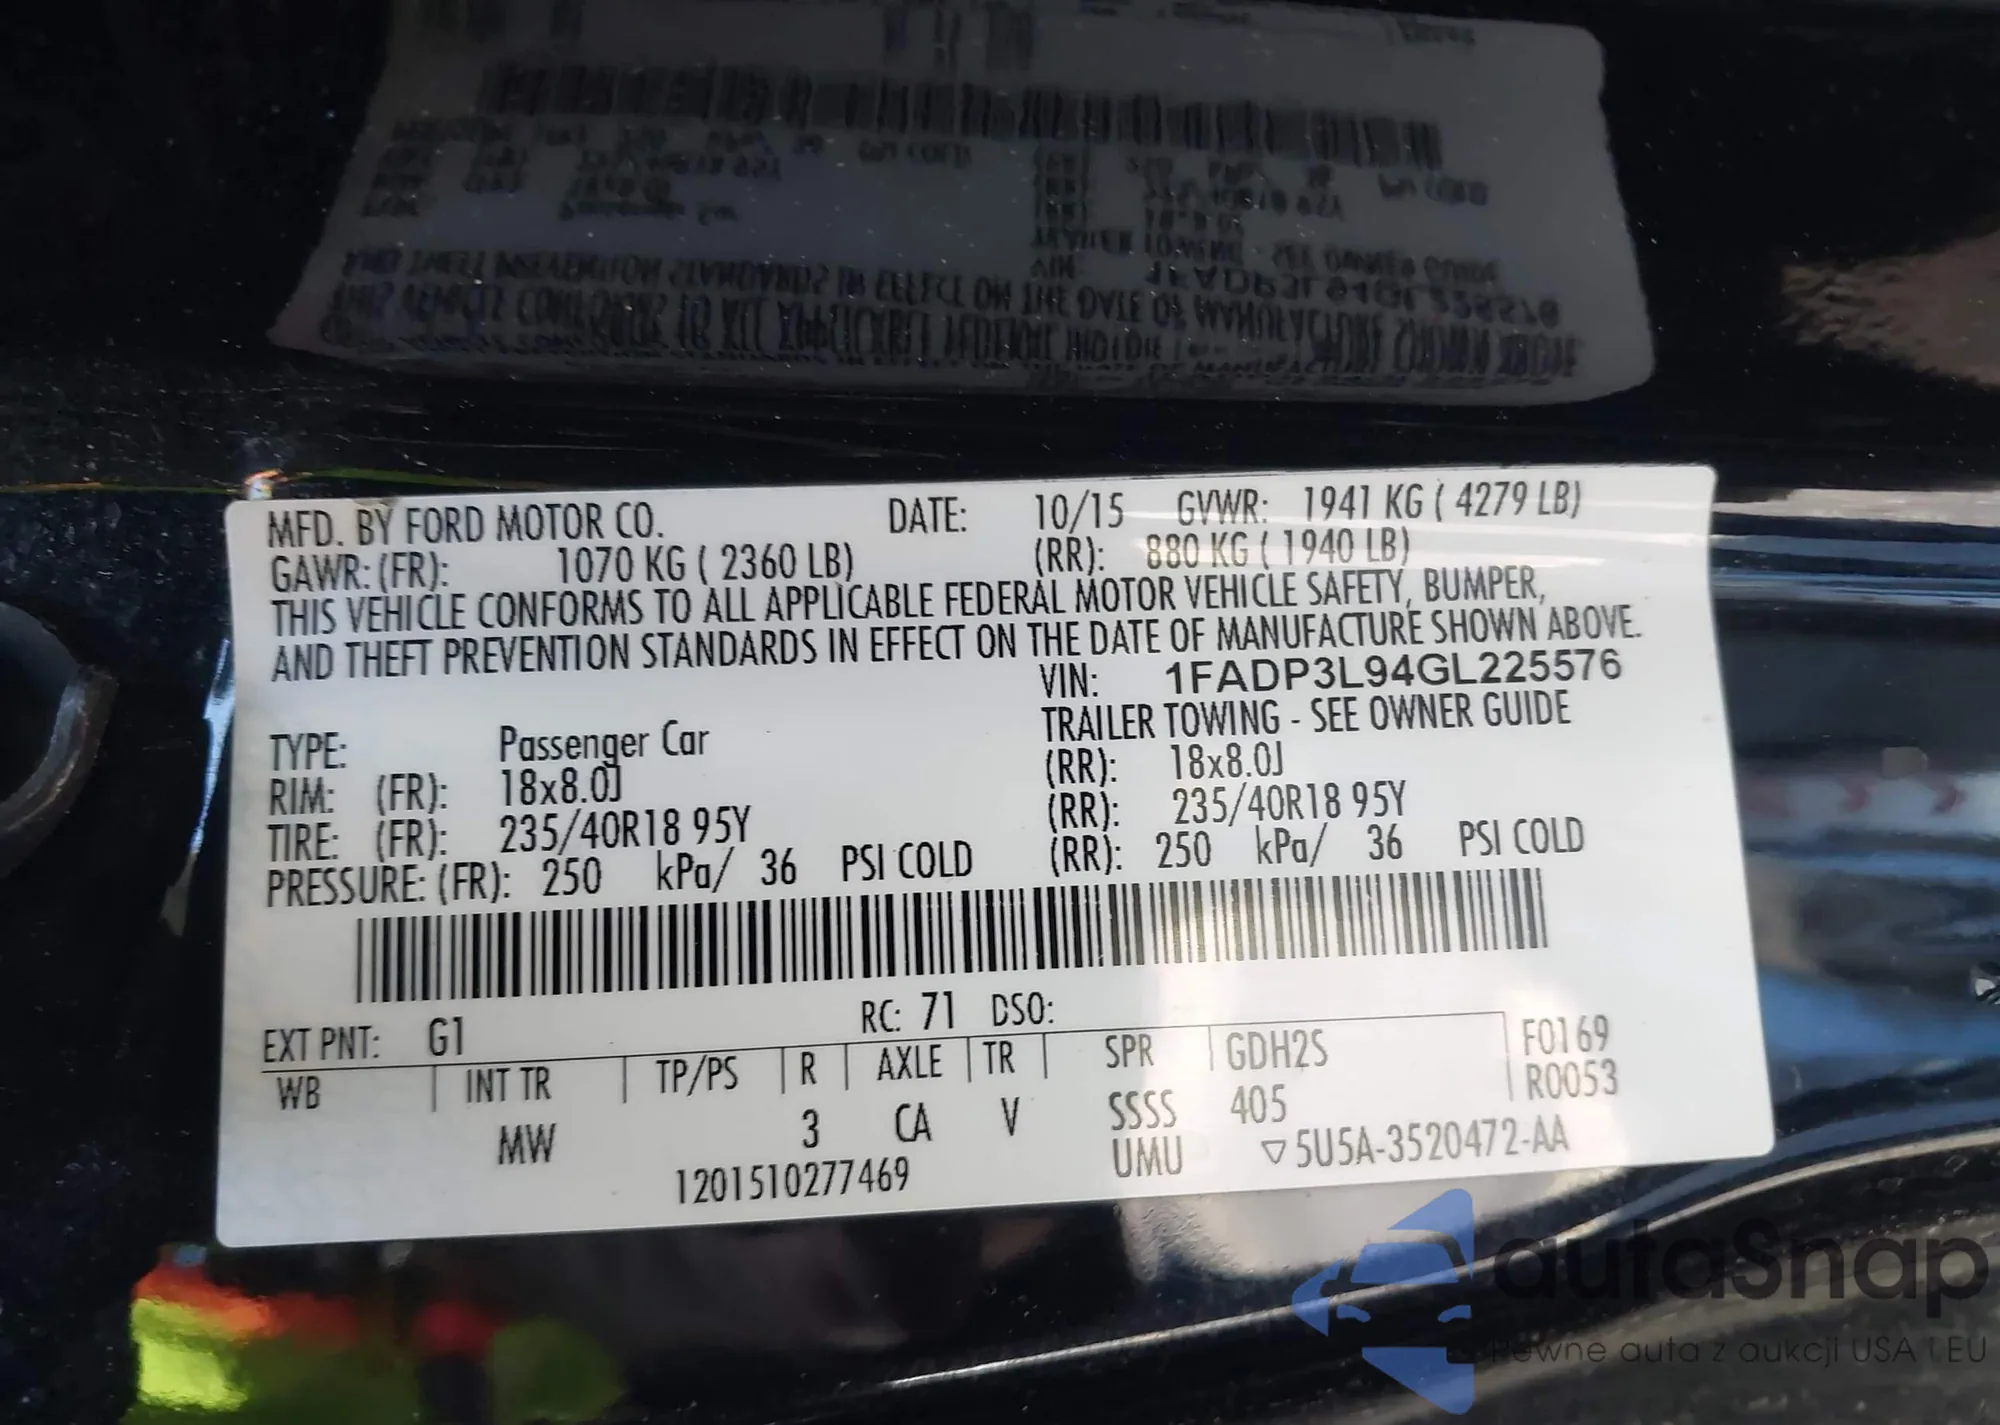 MFD. BY FORD MOTOR CO. DATE: 10/15 GVWR: 1941 KG ( 4279 LB)
GAWR: (FR): 1070 KG ( 2360 LB) (RR): 880 KG ( 1940 LB)
THIS VEHICLE CONFORMS TO ALL APPLICABLE FEDERAL MOTOR VEHICLE SAFETY, BUMPER,
AND THEFT PREVENTION STANDARDS IN EFFECT ON THE DATE OF MANUFACTURE SHOWN ABOVE.
VIN: 1FADP3L94GL225576
TYPE: Passenger Car TRAILER TOWING - SEE OWNER GUIDE
RIM: (FR): 18x8.0J (RR): 18x8.0J
TIRE: (FR): 235/40R18 95Y (RR): 235/40R18 95Y
PRESSURE: (FR): 250 kPa/ 36 PSI COLD (RR): 250 kPa/ 36 PSI COLD
EXT PNT: G1 RC: 71 DSO: F0169
WB INT TR TP/PS R AXLE TR SPR GDH2S R0053
MW 3 CA V SSSS 405
1201510277469 UMU ▽5U5A-3520472-AA
autaSnap
Pewne auta z aukcji USA i EU